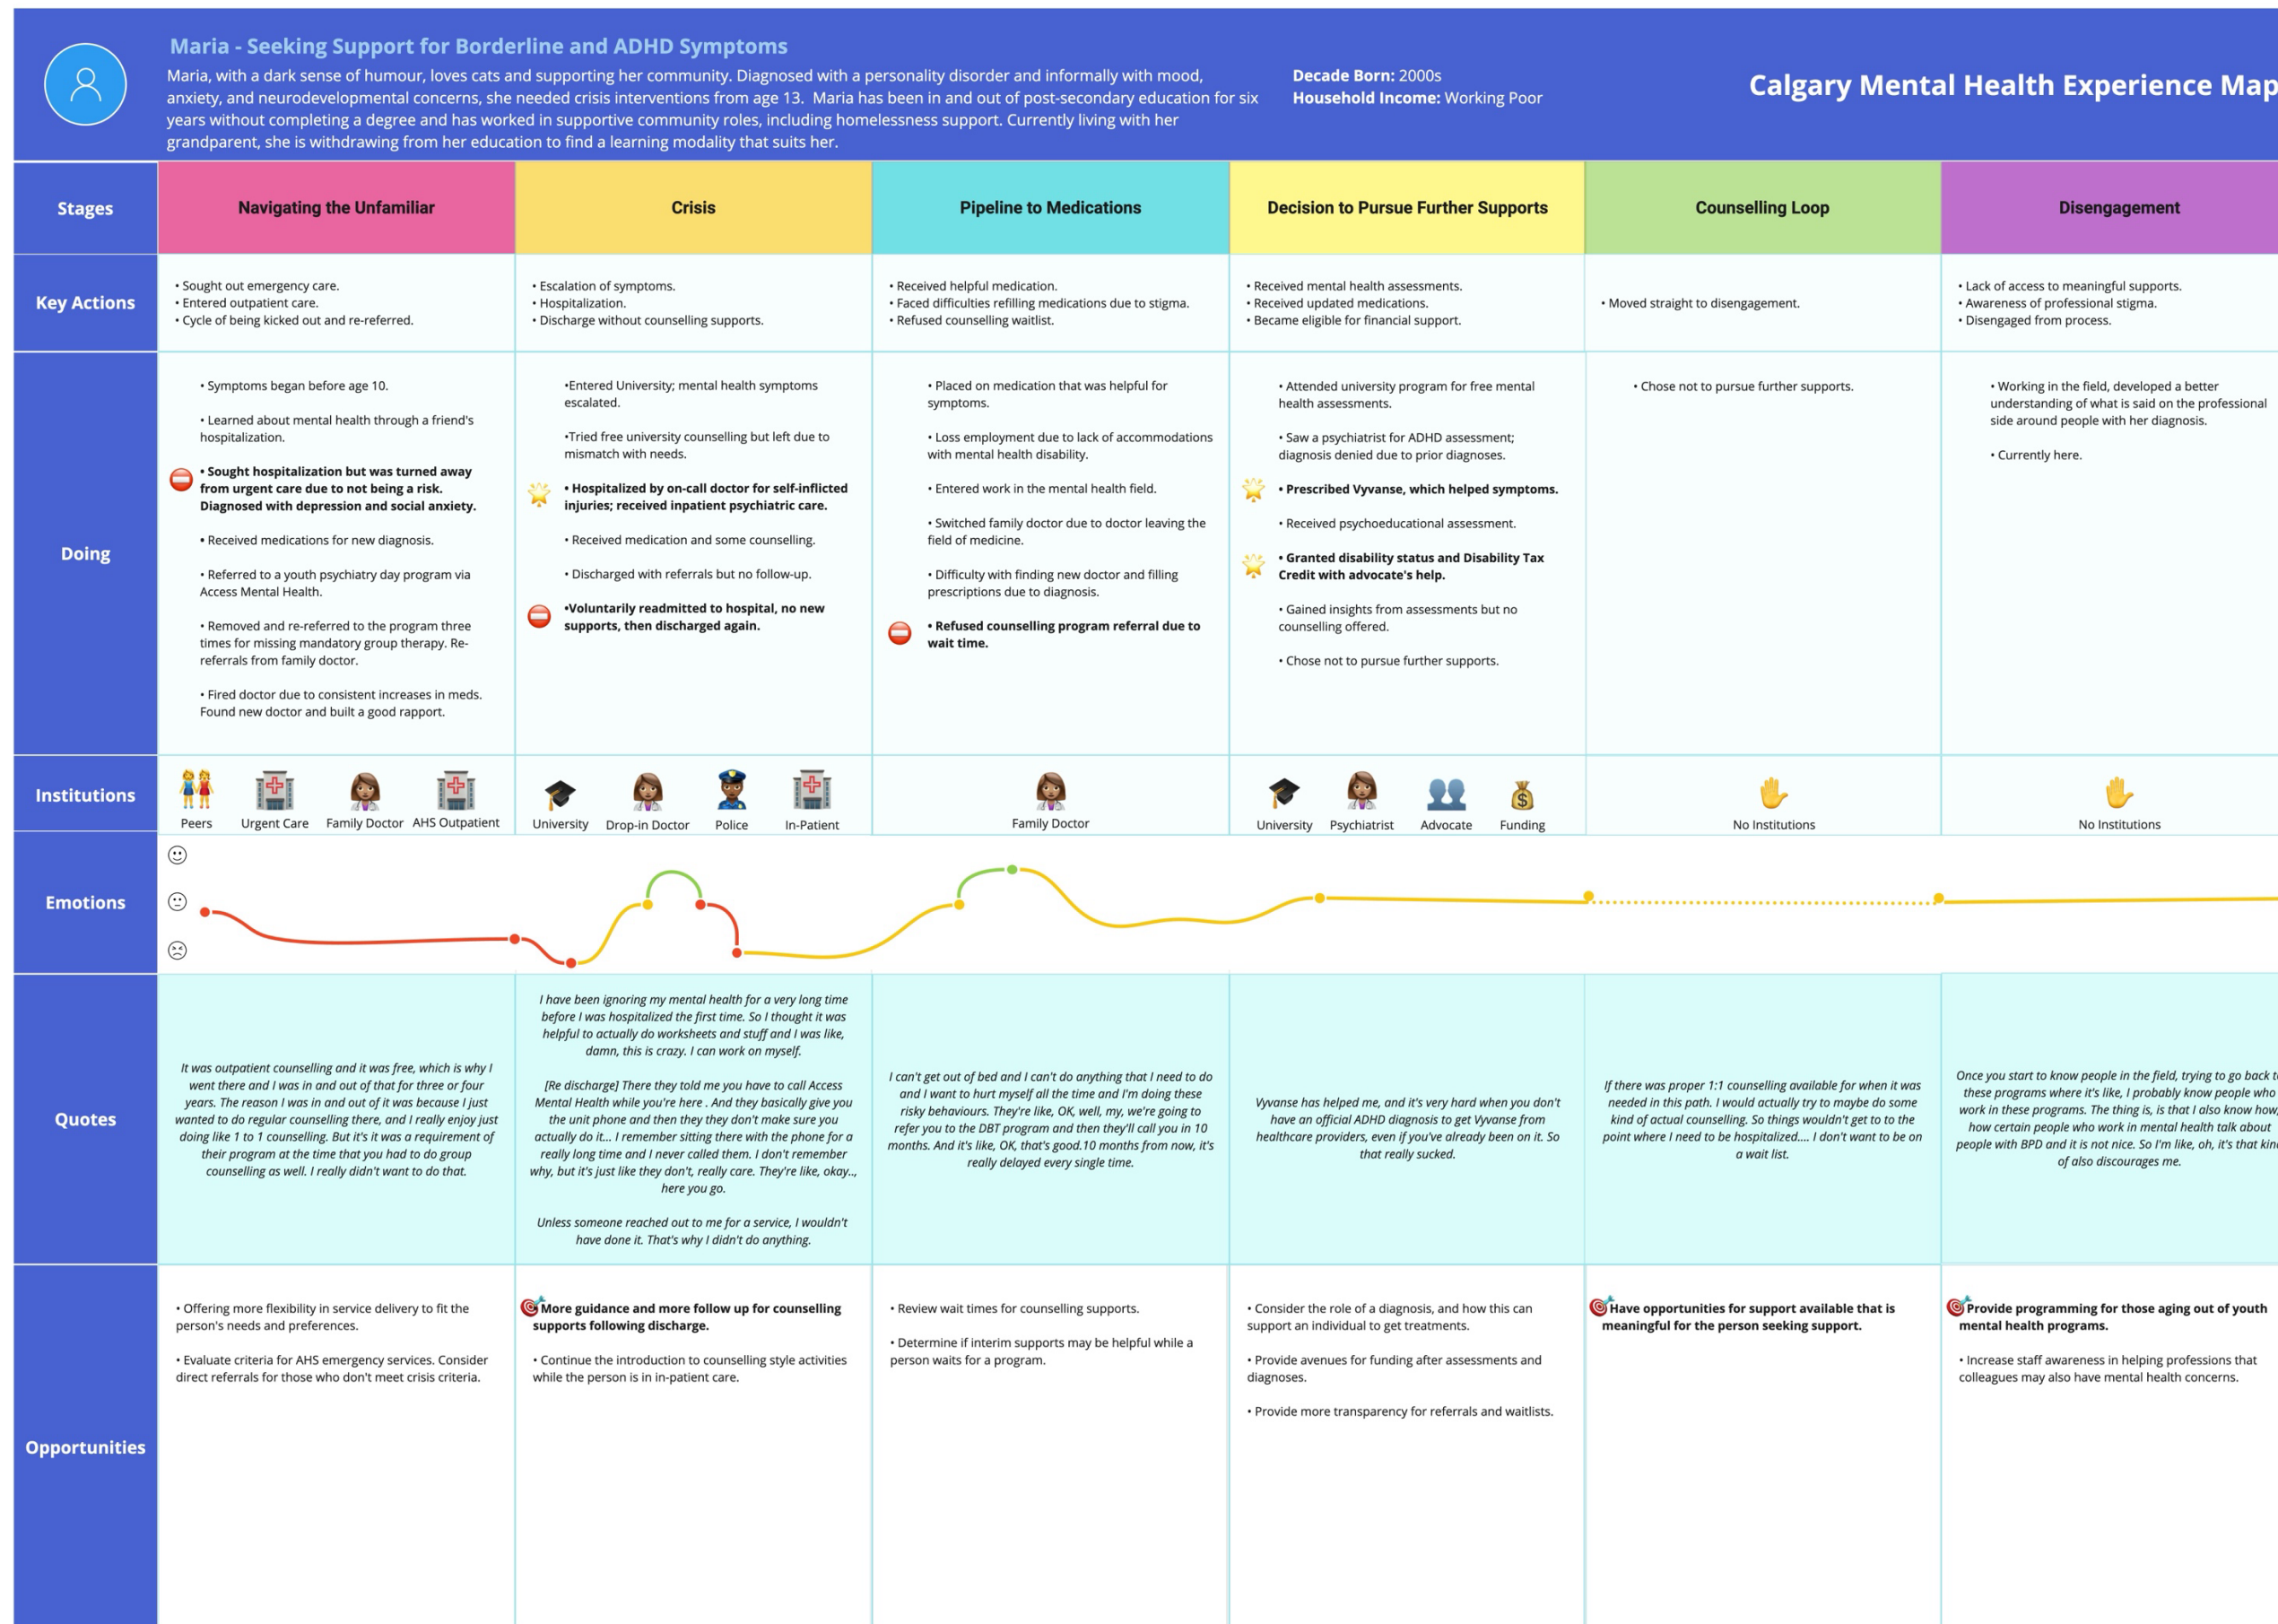 Maria - Seeking Support for Borderline and ADHD Symptoms
Maria, with a dark sense of humour, loves cats and supporting her community. Diagnosed with a personality disorder and informally with mood,
anxiety, and neurodevelopmental concerns, she needed crisis interventions from age 13.  Maria has been in and out of post-secondary education for six
years without completing a degree and has worked in supportive community roles, including homelessness support. Currently living with her
grandparent, she is withdrawing from her education to find a learning modality that suits her.
Decade Born: 2000s
Household Income: Working Poor
Calgary Mental Health Experience Map
Stages
Navigating the Unfamiliar
Crisis
Pipeline to Medications
Decision to Pursue Further Supports
Counselling Loop
Disengagement
Key Actions
• Sought out emergency care.
• Entered outpatient care.
• Cycle of being kicked out and re-referred.
• Escalation of symptoms.
• Hospitalization.
• Discharge without counselling supports.
• Received helpful medication.
• Faced difficulties refilling medications due to stigma.
• Refused counselling waitlist.
• Received mental health assessments.
• Received updated medications.
• Became eligible for financial support.
• Moved straight to disengagement.
• Lack of access to meaningful supports.
• Awareness of professional stigma.
• Disengaged from process.
Doing
• Symptoms began before age 10.
• Learned about mental health through a friend's
hospitalization.
• Sought hospitalization but was turned away
from urgent care due to not being a risk.
Diagnosed with depression and social anxiety.
• Received medications for new diagnosis.
• Referred to a youth psychiatry day program via
Access Mental Health.
• Removed and re-referred to the program three
times for missing mandatory group therapy. Re-
referrals from family doctor.
• Fired doctor due to consistent increases in meds.
Found new doctor and built a good rapport.
•Entered University; mental health symptoms
escalated.
•Tried free university counselling but left due to
mismatch with needs.
• Hospitalized by on-call doctor for self-inflicted
injuries; received inpatient psychiatric care.
• Received medication and some counselling.
• Discharged with referrals but no follow-up.
•Voluntarily readmitted to hospital, no new
supports, then discharged again.
• Placed on medication that was helpful for
symptoms.
• Loss employment due to lack of accommodations
with mental health disability.
• Entered work in the mental health field.
• Switched family doctor due to doctor leaving the
field of medicine.
• Difficulty with finding new doctor and filling
prescriptions due to diagnosis.
• Refused counselling program referral due to
wait time.
• Attended university program for free mental
health assessments.
• Saw a psychiatrist for ADHD assessment;
diagnosis denied due to prior diagnoses.
• Prescribed Vyvanse, which helped symptoms.
• Received psychoeducational assessment.
• Granted disability status and Disability Tax
Credit with advocate's help.
• Gained insights from assessments but no
counselling offered.
• Chose not to pursue further supports.
• Chose not to pursue further supports.
• Working in the field, developed a better
understanding of what is said on the professional
side around people with her diagnosis.
• Currently here.
Institutions
Peers
Urgent Care
Family Doctor
AHS Outpatient
University
Drop-in Doctor
Police
In-Patient
Family Doctor
University
Psychiatrist
Advocate
Funding
No Institutions
No Institutions
Emotions
Quotes
It was outpatient counselling and it was free, which is why I
went there and I was in and out of that for three or four
years. The reason I was in and out of it was because I just
wanted to do regular counselling there, and I really enjoy just
doing like 1 to 1 counselling. But it's it was a requirement of
their program at the time that you had to do group
counselling as well. I really didn't want to do that.
I have been ignoring my mental health for a very long time
before I was hospitalized the first time. So I thought it was
helpful to actually do worksheets and stuff and I was like,
damn, this is crazy. I can work on myself.
[Re discharge] There they told me you have to call Access
Mental Health while you're here . And they basically give you
the unit phone and then they they don't make sure you
actually do it... I remember sitting there with the phone for a
really long time and I never called them. I don't remember
why, but it's just like they don't, really care. They're like, okay..,
here you go.
Unless someone reached out to me for a service, I wouldn't
have done it. That's why I didn't do anything.
I can't get out of bed and I can't do anything that I need to do
and I want to hurt myself all the time and I'm doing these
risky behaviours. They're like, OK, well, my, we're going to
refer you to the DBT program and then they'll call you in 10
months. And it's like, OK, that's good.10 months from now, it's
really delayed every single time.
Vyvanse has helped me, and it's very hard when you don't
have an official ADHD diagnosis to get Vyvanse from
healthcare providers, even if you've already been on it. So
that really sucked.
If there was proper 1:1 counselling available for when it was
needed in this path. I would actually try to maybe do some
kind of actual counselling. So things wouldn't get to to the
point where I need to be hospitalized.... I don't want to be on
a wait list.
Once you start to know people in the field, trying to go back to
these programs where it's like, I probably know people who
work in these programs. The thing is, is that I also know how,
how certain people who work in mental health talk about
people with BPD and it is not nice. So I'm like, oh, it's that kind
of also discourages me.
Opportunities
• Offering more flexibility in service delivery to fit the
person's needs and preferences.
• Evaluate criteria for AHS emergency services. Consider
direct referrals for those who don't meet crisis criteria.
More guidance and more follow up for counselling
supports following discharge.
• Continue the introduction to counselling style activities
while the person is in in-patient care.
• Review wait times for counselling supports.
• Determine if interim supports may be helpful while a
person waits for a program.
• Consider the role of a diagnosis, and how this can
support an individual to get treatments.
• Provide avenues for funding after assessments and
diagnoses.
• Provide more transparency for referrals and waitlists.
Have opportunities for support available that is
meaningful for the person seeking support.
Provide programming for those aging out of youth
mental health programs.
• Increase staff awareness in helping professions that
colleagues may also have mental health concerns.